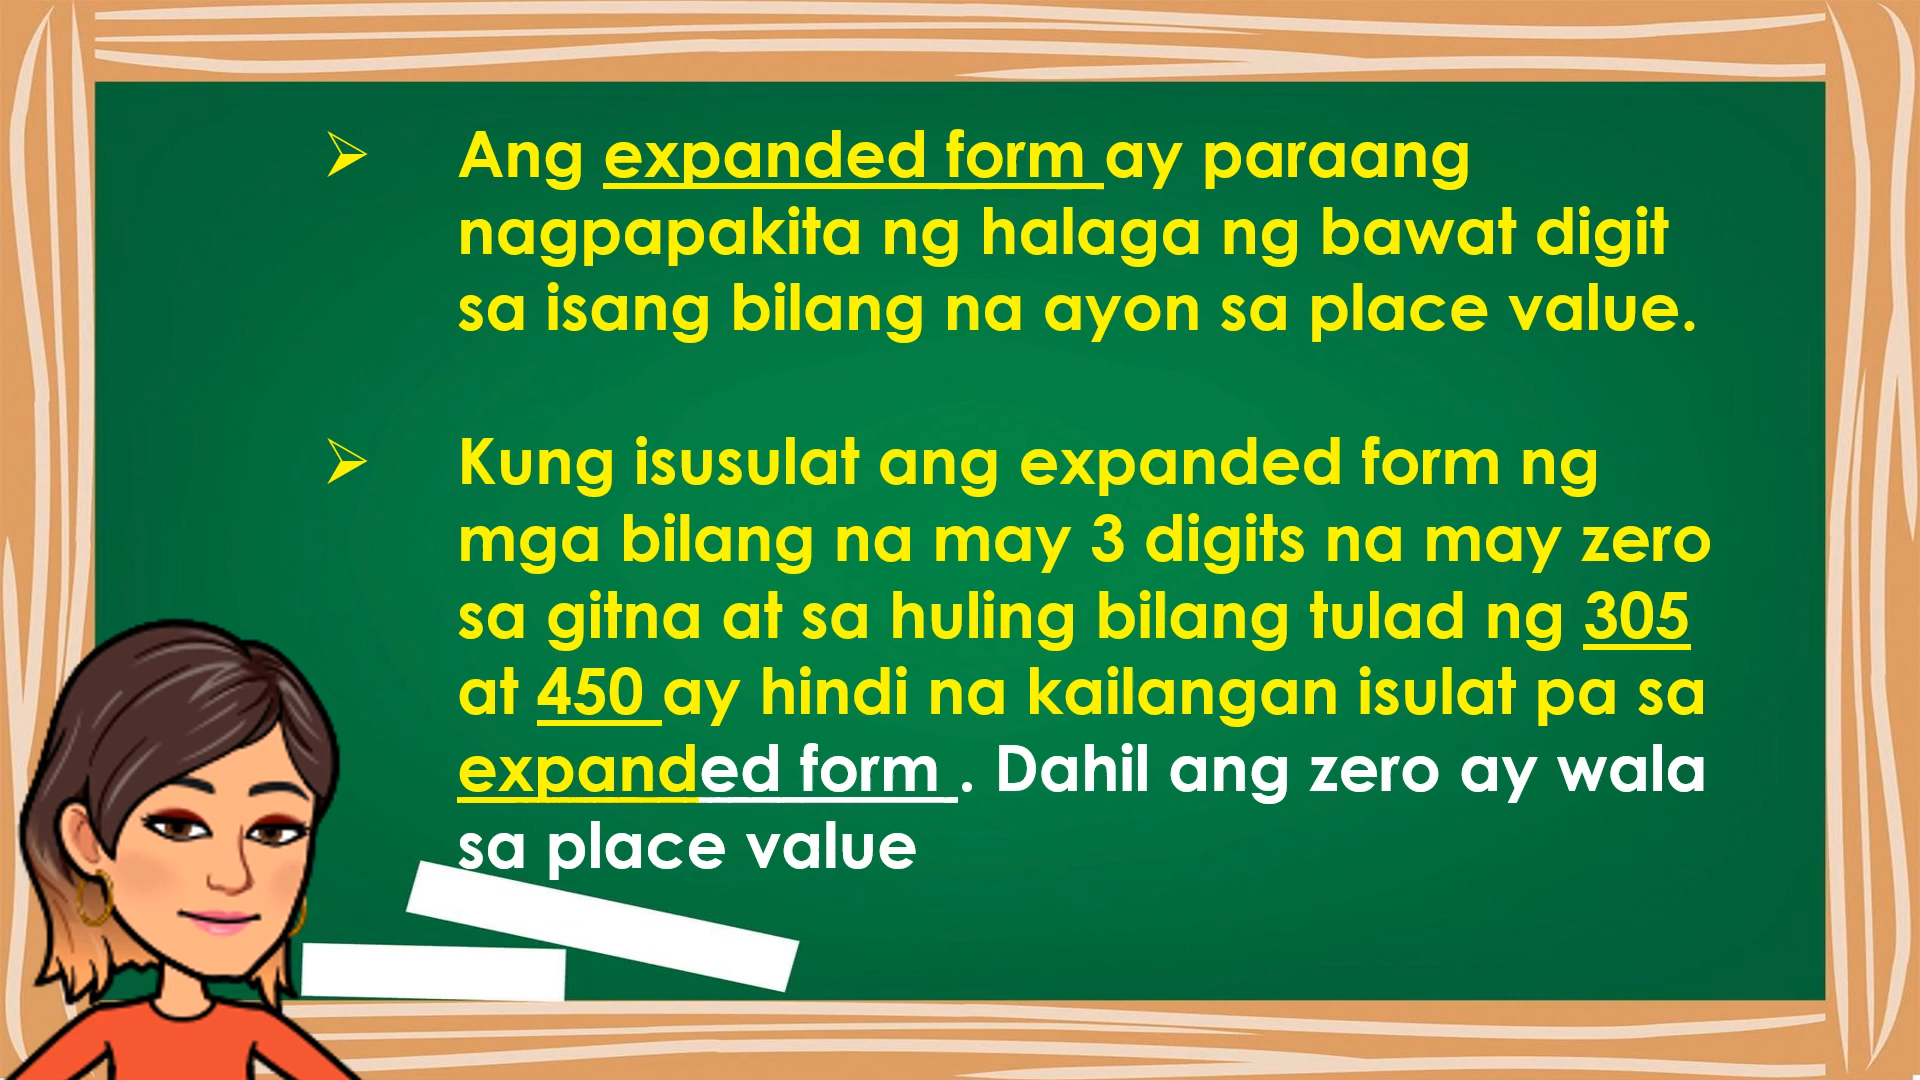 Ang expanded form ay paraang
nagpapakita ng halaga ng bawat digit
sa isang bilang na ayon sa place value.
Kung isusulat ang expanded form ng
mga bilang na may 3 digits na may zero
sa gitna at sa huling bilang tulad ng 305
at 450 ay hindi na kailangan isulat pa sa
expanded form . Dahil ang zero ay wala
sa place value